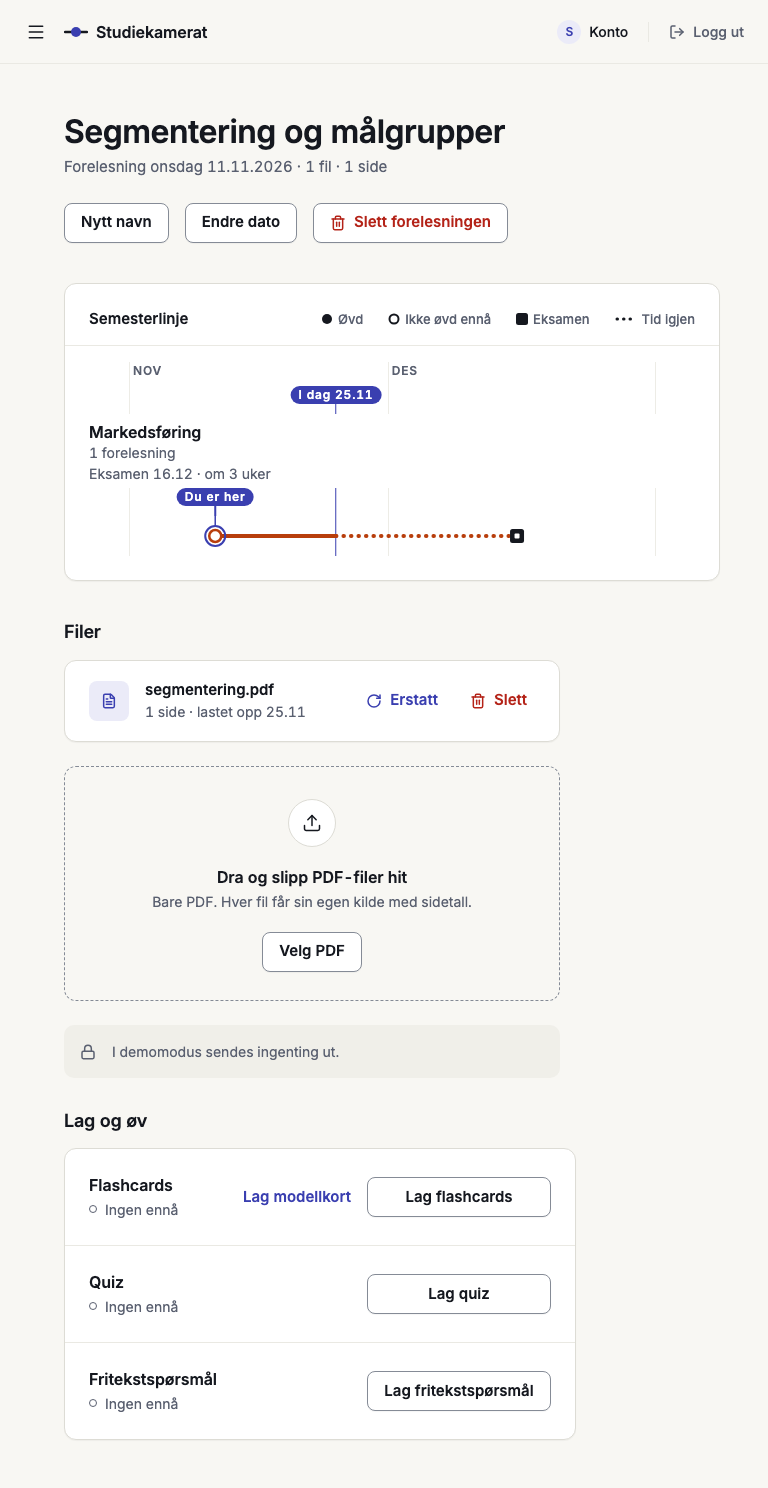 Studiekamerat
S Konto
Logg ut
Segmentering og målgrupper
Forelesning onsdag 11.11.2026 · 1 fil · 1 side
Nytt navn
Endre dato
Slett forelesningen
Semesterlinje
Øvd
Ikke øvd ennå
Eksamen
Tid igjen
NOV
DES
I dag 25.11
Markedsføring
1 forelesning
Eksamen 16.12 · om 3 uker
Du er her
Filer
segmentering.pdf
1 side · lastet opp 25.11
Erstatt
Slett
Dra og slipp PDF-filer hit
Bare PDF. Hver fil får sin egen kilde med sidetall.
Velg PDF
I demomodus sendes ingenting ut.
Lag og øv
Flashcards
Ingen ennå
Lag modellkort
Lag flashcards
Quiz
Ingen ennå
Lag quiz
Fritekstspørsmål
Ingen ennå
Lag fritekstspørsmål